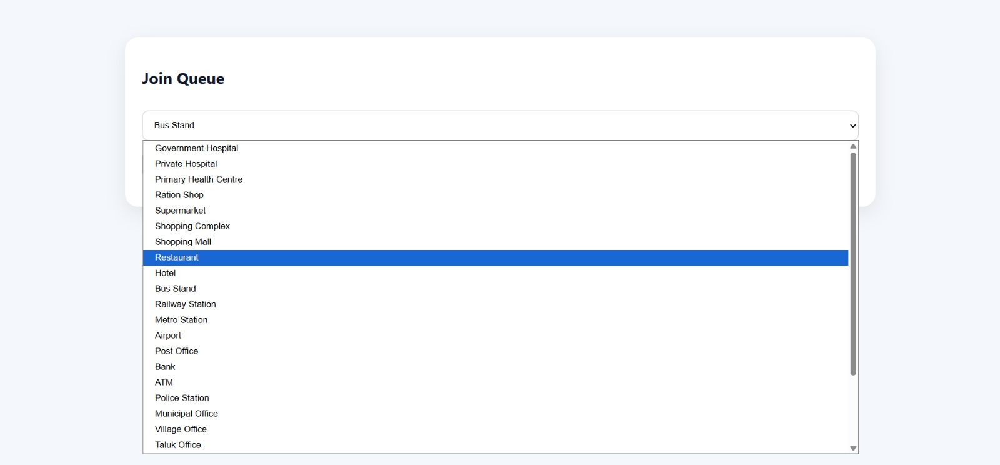 Join Queue
Bus Stand
Government Hospital
Private Hospital
Primary Health Centre
Ration Shop
Supermarket
Shopping Complex
Shopping Mall
Restaurant
Hotel
Bus Stand
Railway Station
Metro Station
Airport
Post Office
Bank
ATM
Police Station
Municipal Office
Village Office
Taluk Office